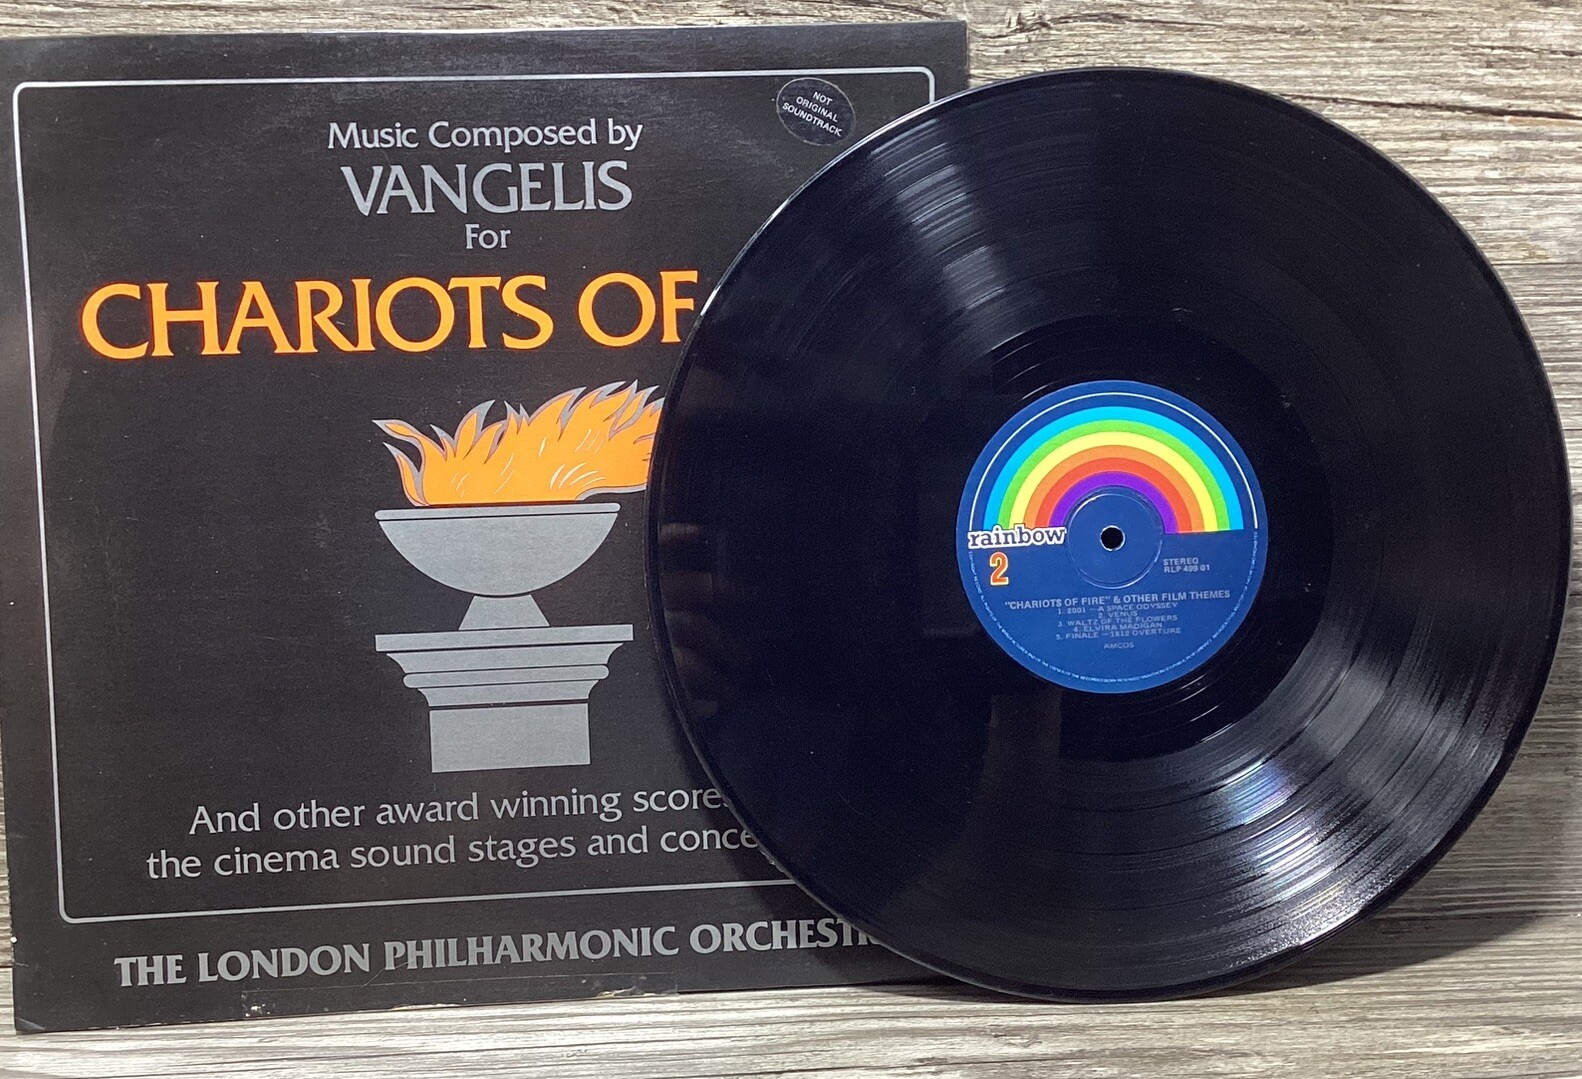 NOT
ORIGINAL
SOUNDTRACK
Music Composed by
VANGELIS
For
CHARIOTS OF
And other award winning score
the cinema sound stages and conce
THE LONDON PHILHARMONIC ORCHESTR
rainbow
2
STEREO
RLP 409 01
"CHARIOTS OF FIRE" & OTHER FILM THEMES
1. 2001 — A SPACE ODYSSEY
2. VENUS
3. WALTZ OF THE FLOWERS
4. ELVIRA MADIGAN
5. FINALE — 1812 OVERTURE
AMCOS